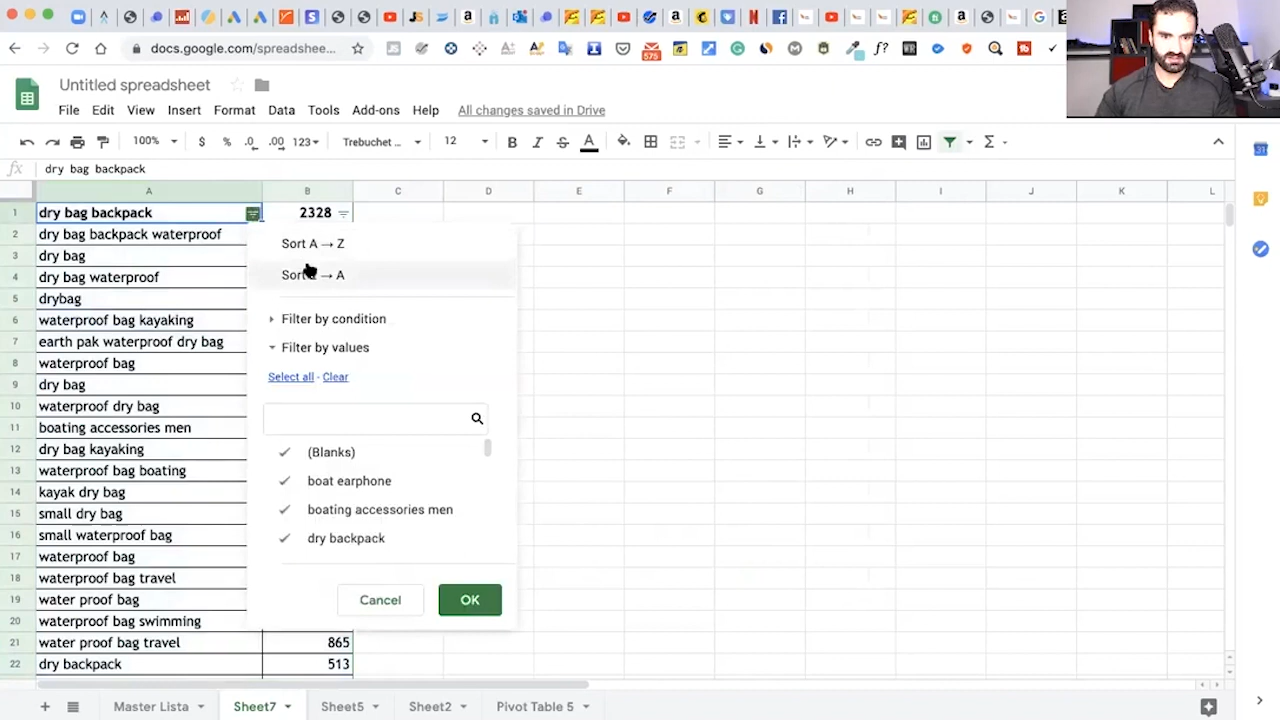 docs.google.com/spreadshee...
575
Untitled spreadsheet
File Edit View Insert Format Data Tools Add-ons Help All changes saved in Drive
100% $ % .0 .00 123 Trebuchet ... 12 B I S A
fx dry bag backpack
A B C D E F G H I J K L
1 dry bag backpack 2328
2 dry bag backpack waterproof
3 dry bag
4 dry bag waterproof
5 drybag
6 waterproof bag kayaking
7 earth pak waterproof dry bag
8 waterproof bag
9 dry bag
10 waterproof dry bag
11 boating accessories men
12 dry bag kayaking
13 waterproof bag boating
14 kayak dry bag
15 small dry bag
16 small waterproof bag
17 waterproof bag
18 waterproof bag travel
19 water proof bag
20 waterproof bag swimming
21 water proof bag travel 865
22 dry backpack 513
Sort A → Z
Sort → A
Filter by condition
Filter by values
Select all - Clear
(Blanks)
boat earphone
boating accessories men
dry backpack
Cancel OK
Master Lista Sheet7 Sheet5 Sheet2 Pivot Table 5